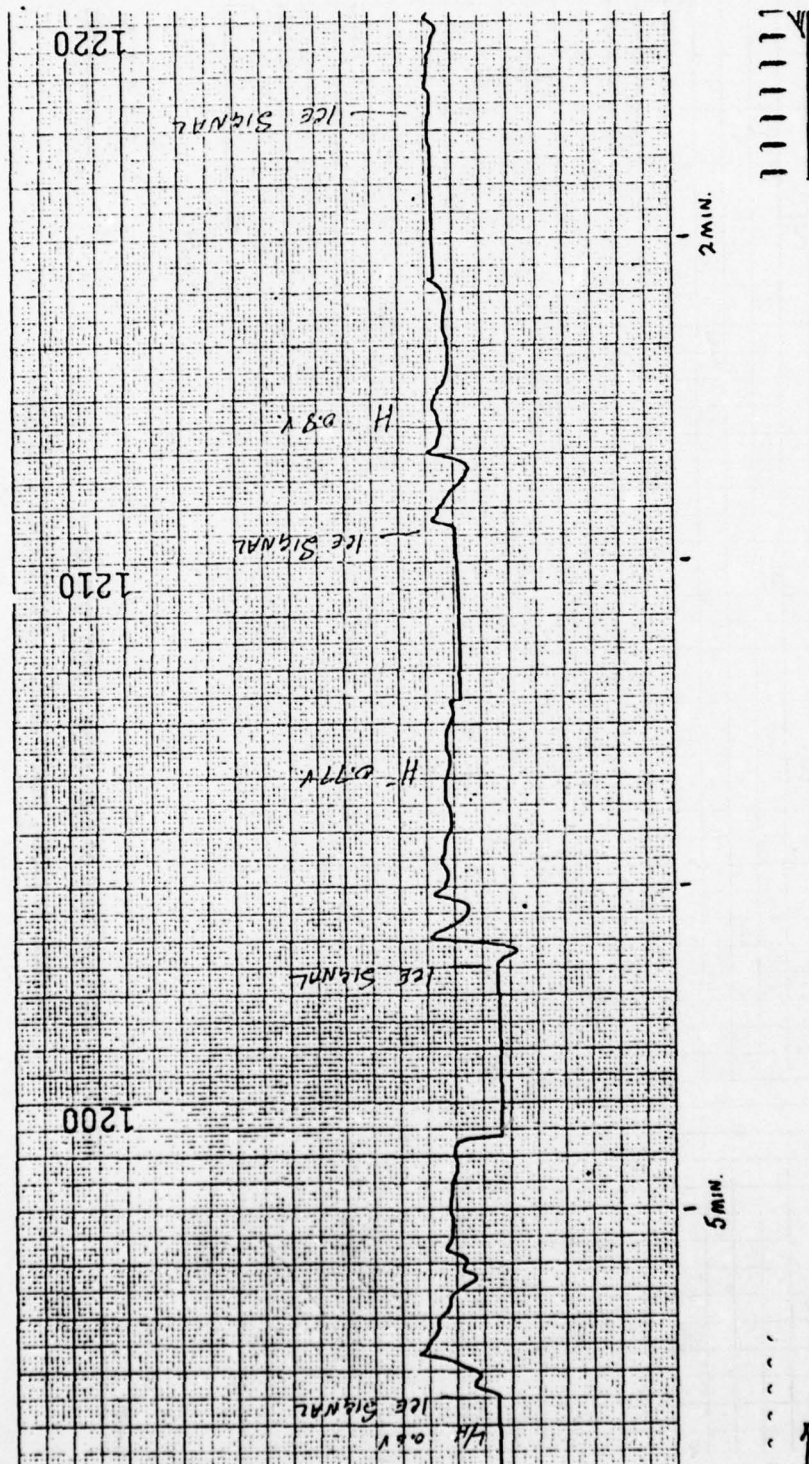 1220
ICE SIGNAL
2 MIN.
H 0.8 V.
ICE SIGNAL
1210
H- 0.77 V
ICE SIGNAL
1200
5 MIN.
ICE SIGNAL
0.6 V